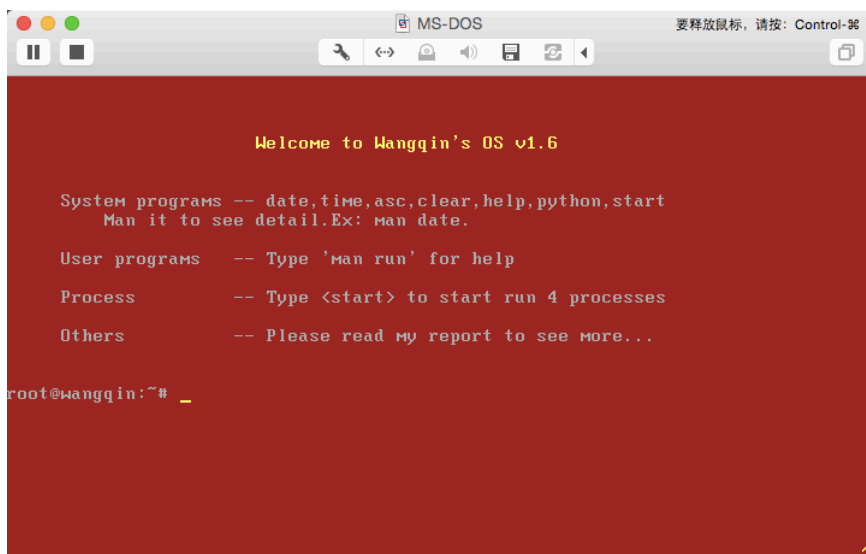 MS-DOS
要释放鼠标，请按：Control-⌘
Welcome to Wangqin's OS v1.6
System programs -- date,time,asc,clear,help,python,start
Man it to see detail.Ex: man date.
User programs -- Type 'man run' for help
Process -- Type <start> to start run 4 processes
Others -- Please read my report to see more...
root@wangqin:~# _